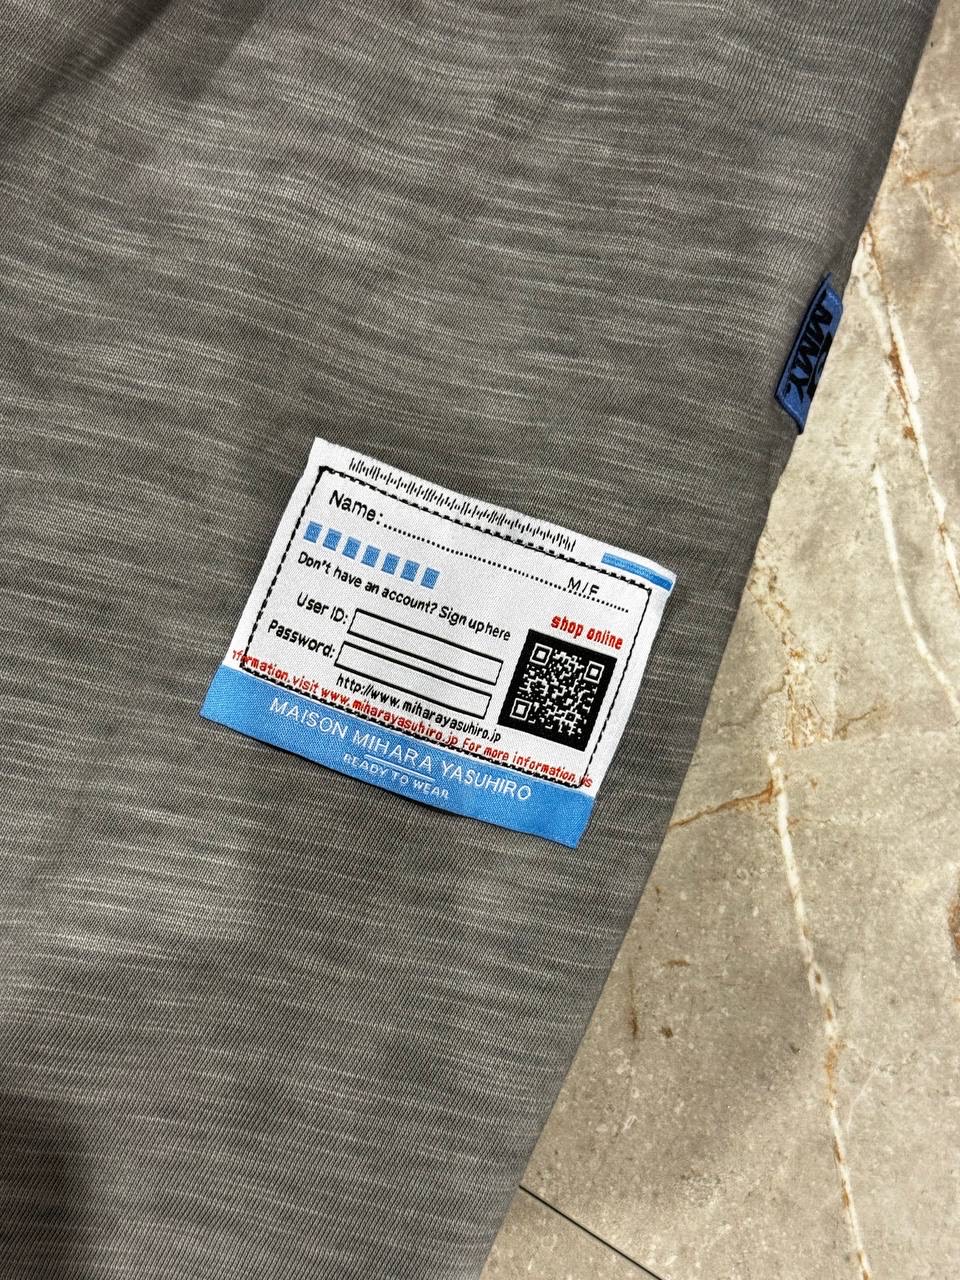 Name:
M/F
Don't have an account? Sign up here
User ID:
shop online
Password:
http://www.miharayasuhiro.jp
nformation.visit www.miharayasuhiro.jp For more information.vis
MAISON MIHARA YASUHIRO
READY TO WEAR
MMY.